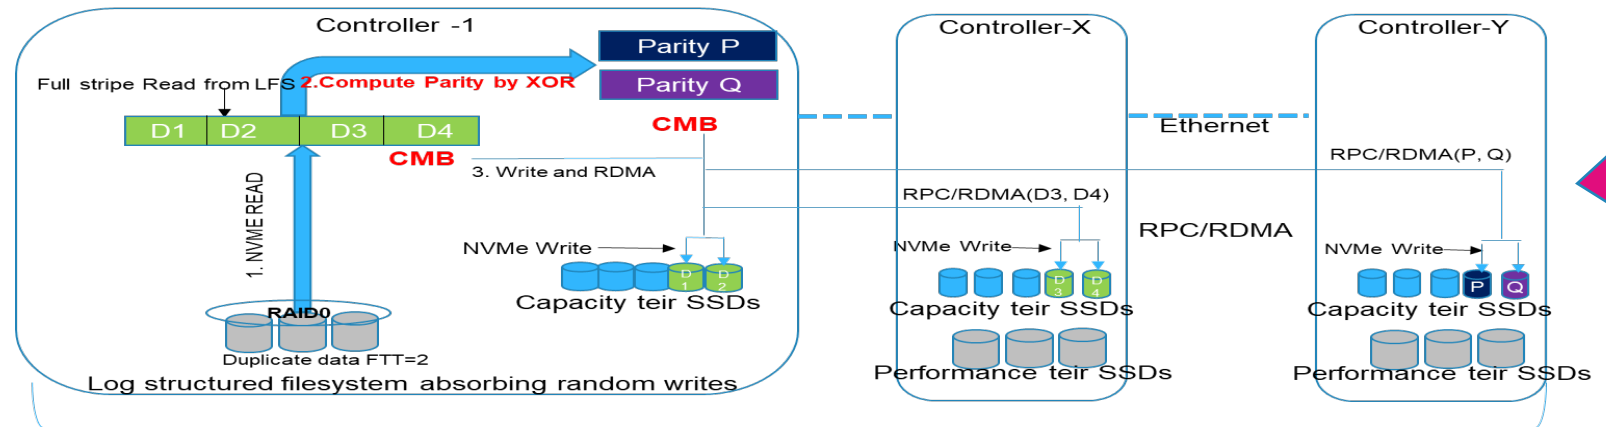 Controller -1
Controller-X
Controller-Y
Parity P
Full stripe Read from LFS
2.Compute Parity by XOR
Parity Q
D1
D2
D3
D4
CMB
Ethernet
CMB
3. Write and RDMA
RPC/RDMA(P, Q)
1. NVME READ
RPC/RDMA(D3, D4)
RPC/RDMA
NVMe Write
NVMe Write
NVMe Write
D
1
D
2
D
3
D
4
P
Q
Capacity teir SSDs
Capacity teir SSDs
Capacity teir SSDs
RAID0
Duplicate data FTT=2
Log structured filesystem absorbing random writes
Performance teir SSDs
Performance teir SSDs